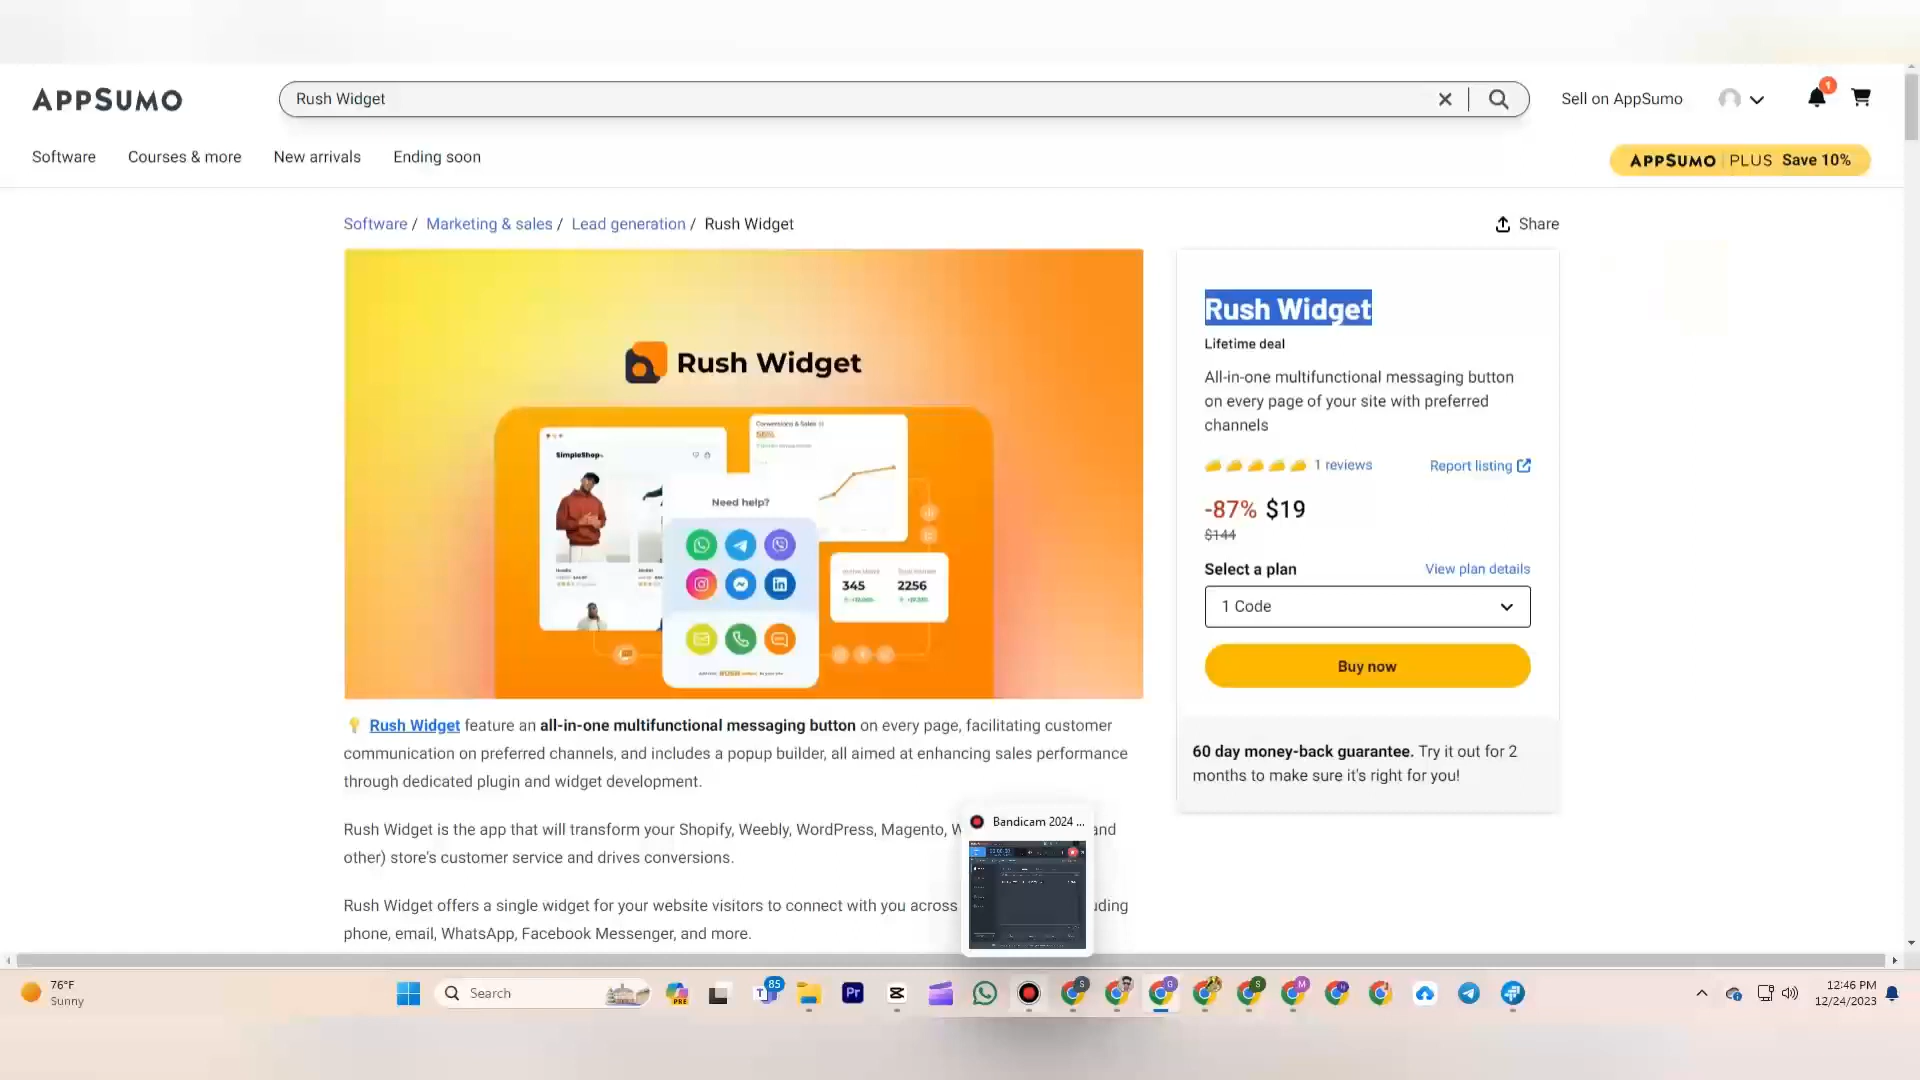 APPSUMO
Rush Widget
Sell on AppSumo
1
Software
Courses & more
New arrivals
Ending soon
APPSUMO PLUS Save 10%
Software / Marketing & sales / Lead generation / Rush Widget
Share
Rush Widget
Conversions & Sales
SimpleShop
Need help?
345
2256
Rush Widget
Lifetime deal
All-in-one multifunctional messaging button
on every page of your site with preferred
channels
1 reviews
Report listing
-87% $19
$144
Select a plan
View plan details
1 Code
Buy now
60 day money-back guarantee. Try it out for 2
months to make sure it's right for you!
Rush Widget feature an all-in-one multifunctional messaging button on every page, facilitating customer
communication on preferred channels, and includes a popup builder, all aimed at enhancing sales performance
through dedicated plugin and widget development.
Rush Widget is the app that will transform your Shopify, Weebly, WordPress, Magento, and
other) store's customer service and drives conversions.
Rush Widget offers a single widget for your website visitors to connect with you across
phone, email, WhatsApp, Facebook Messenger, and more.
Bandicam 2024 ...
76°F
Sunny
Search
PRE
85
Pr
S
G
S
M
12:46 PM
12/24/2023